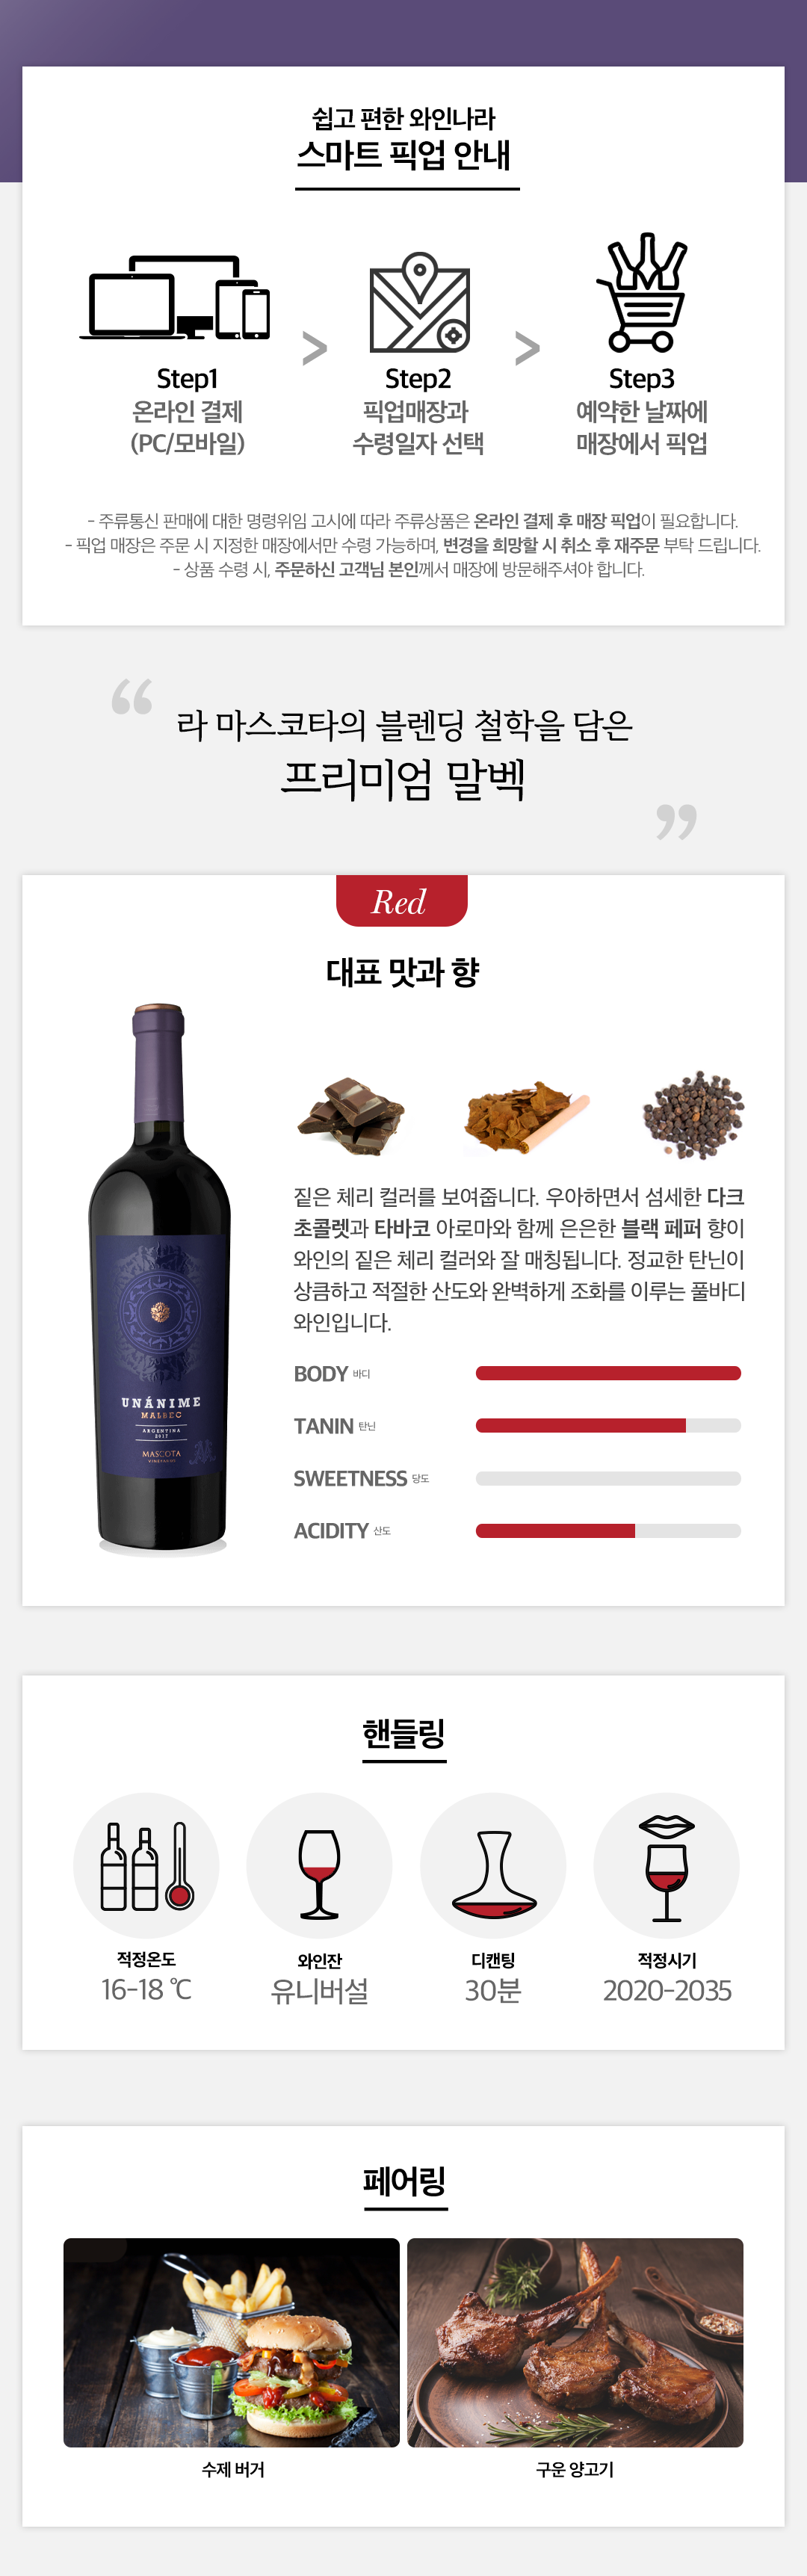 쉽고 편한 와인나라
스마트 픽업 안내
>
>
Step1
온라인 결제
(PC/모바일)
Step2
픽업매장과
수령일자 선택
Step3
예약한 날짜에
매장에서 픽업
- 주류통신 판매에 대한 명령위임 고시에 따라 주류상품은 온라인 결제 후 매장 픽업이 필요합니다.
- 픽업 매장은 주문 시 지정한 매장에서만 수령 가능하며, 변경을 희망할 시 취소 후 재주문 부탁 드립니다.
- 상품 수령 시, 주문하신 고객님 본인께서 매장에 방문해주셔야 합니다.
“
라 마스코타의 블렌딩 철학을 담은
프리미엄 말벡
”
Red
대표 맛과 향
짙은 체리 컬러를 보여줍니다. 우아하면서 섬세한 다크
초콜렛과 타바코 아로마와 함께 은은한 블랙 페퍼 향이
와인의 짙은 체리 컬러와 잘 매칭됩니다. 정교한 탄닌이
상큼하고 적절한 산도와 완벽하게 조화를 이루는 풀바디
와인입니다.
UNÁNIME
MALBEC
ARGENTINA
2017
MASCOTA
VINEYARDS
BODY 바디
TANIN 탄닌
SWEETNESS 당도
ACIDITY 산도
핸들링
적정온도
16-18 ℃
와인잔
유니버설
디캔팅
30분
적정시기
2020-2035
페어링
수제 버거
구운 양고기